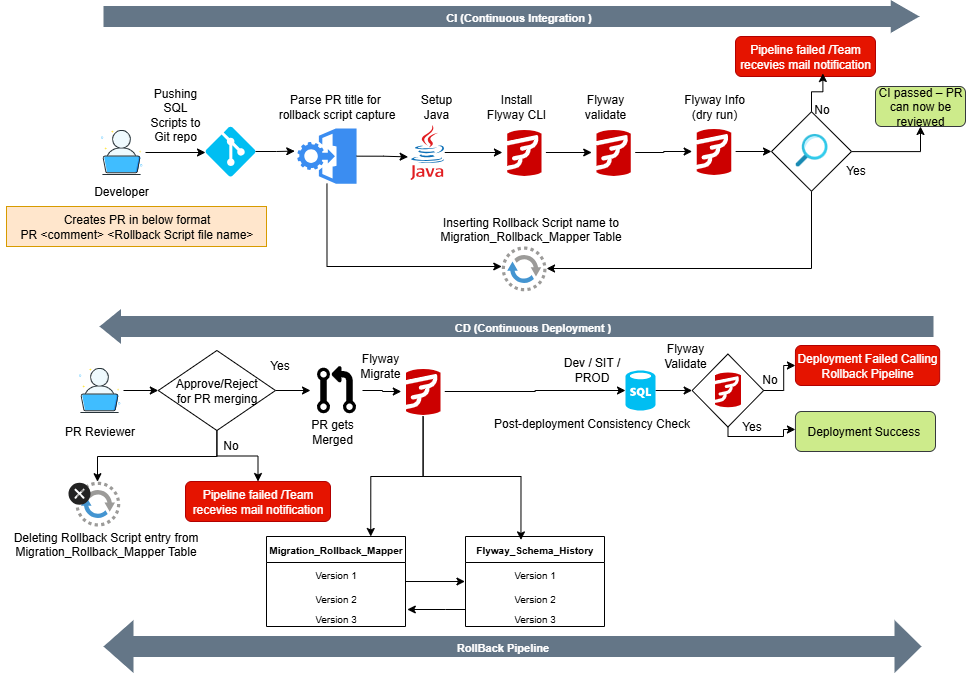 CI (Continuous Integration )
Pipeline failed /Team
recevies mail notification
CI passed – PR
can now be
reviewed
Pushing
SQL
Scripts to
Git repo
Parse PR title for
rollback script capture
Setup
Java
Install
Flyway CLI
Flyway
validate
Flyway Info
(dry run)
No
Yes
Java
Developer
Creates PR in below format
PR <comment> <Rollback Script file name>
Inserting Rollback Script name to
Migration_Rollback_Mapper Table
CD (Continuous Deployment )
PR Reviewer
Approve/Reject
for PR merging
Yes
No
PR gets
Merged
Flyway
Migrate
Dev / SIT /
PROD
SQL
Post-deployment Consistency Check
Flyway
Validate
No
Yes
Deployment Failed Calling
Rollback Pipeline
Deployment Success
Deleting Rollback Script entry from
Migration_Rollback_Mapper Table
Pipeline failed /Team
recevies mail notification
Migration_Rollback_Mapper
Version 1
Version 2
Version 3
Flyway_Schema_History
Version 1
Version 2
Version 3
RollBack Pipeline